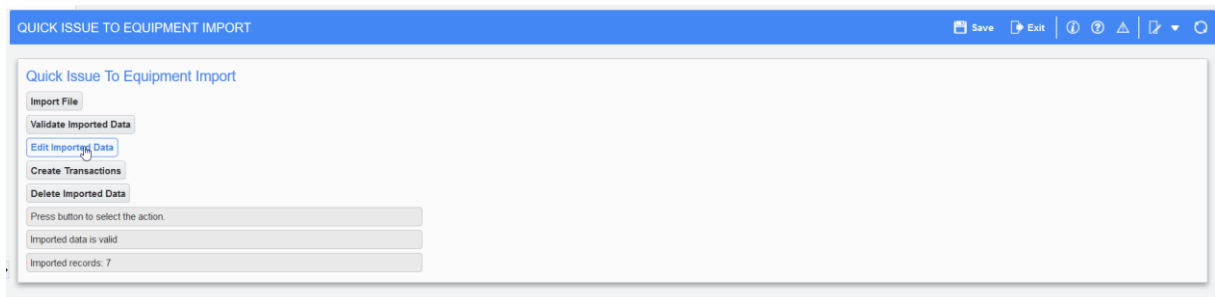 QUICK ISSUE TO EQUIPMENT IMPORT Save Exit
Quick Issue To Equipment Import
Import File
Validate Imported Data
Edit Imported Data
Create Transactions
Delete Imported Data
Press button to select the action.
Imported data is valid
Imported records: 7